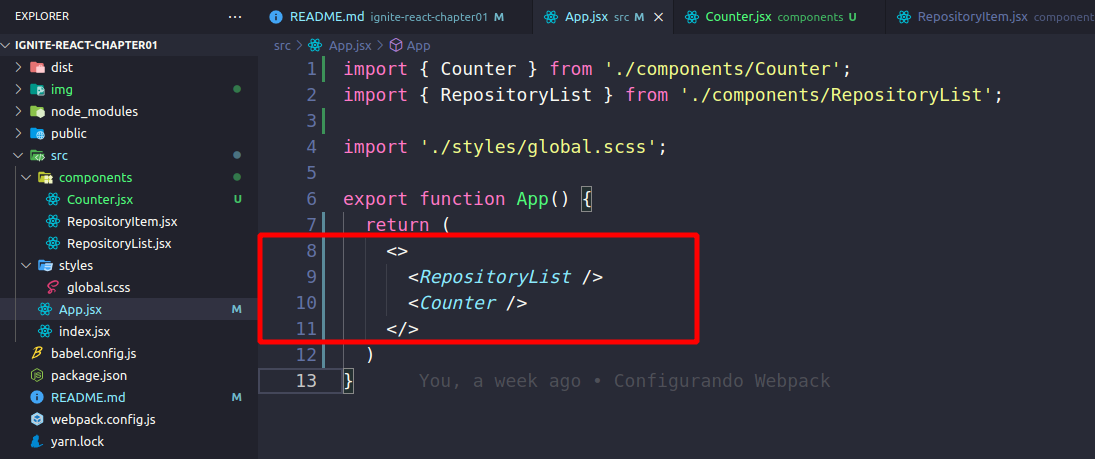 EXPLORER ...
IGNITE-REACT-CHAPTER01
dist
img
node_modules
public
src
components
Counter.jsx U
RepositoryItem.jsx
RepositoryList.jsx
styles
global.scss
App.jsx M
index.jsx
babel.config.js
package.json
README.md M
webpack.config.js
yarn.lock
README.md ignite-react-chapter01 M App.jsx src M Counter.jsx components U RepositoryItem.jsx components
src > App.jsx > App
1 import { Counter } from './components/Counter';
2 import { RepositoryList } from './components/RepositoryList';
3
4 import './styles/global.scss';
5
6 export function App() {
7 return (
8 <>
9 <RepositoryList />
10 <Counter />
11 </>
12 )
13 } You, a week ago • Configurando Webpack